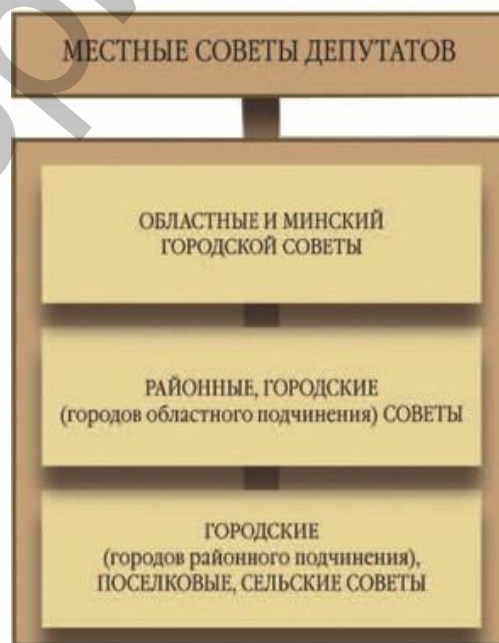 МЕСТНЫЕ СОВЕТЫ ДЕПУТАТОВ
ОБЛАСТНЫЕ И МИНСКИЙ
ГОРОДСКОЙ СОВЕТЫ
РАЙОННЫЕ, ГОРОДСКИЕ
(городов областного подчинения) СОВЕТЫ
ГОРОДСКИЕ
(городов районного подчинения),
ПОСЕЛКОВЫЕ, СЕЛЬСКИЕ СОВЕТЫ